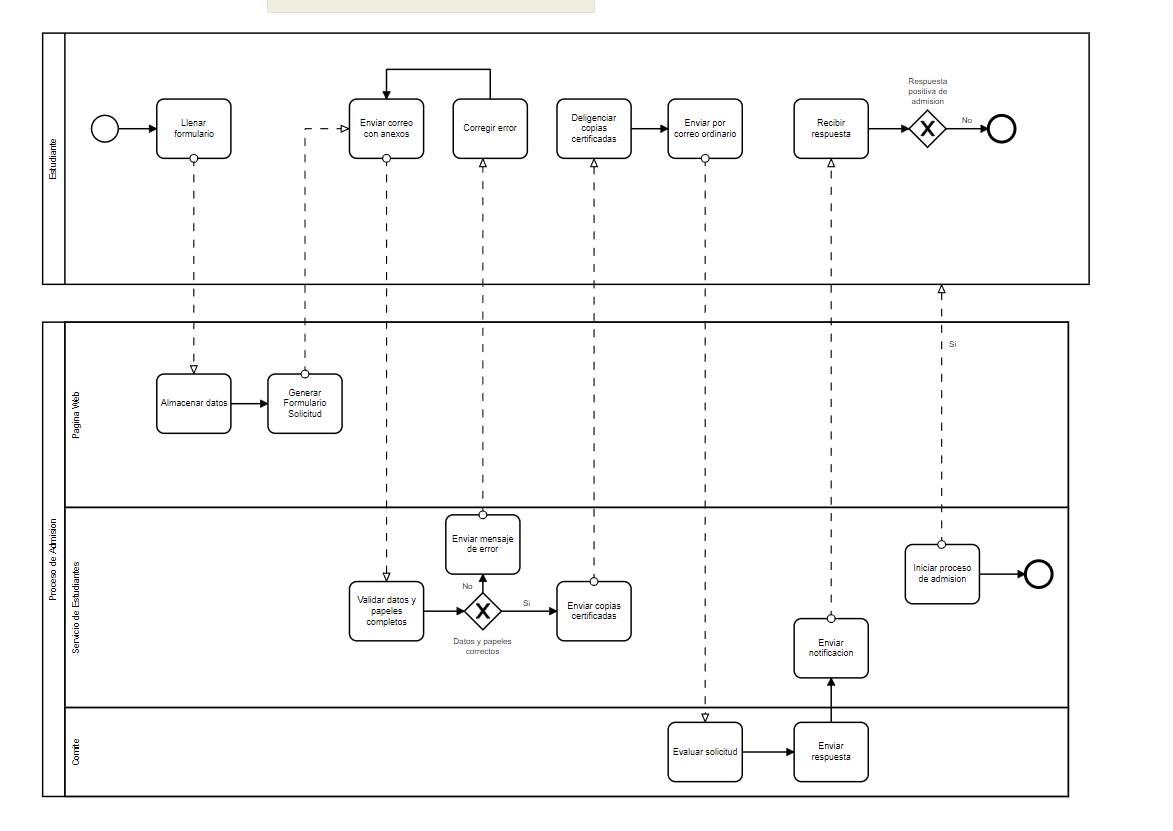 Estudiante
Llenar
formulario
Enviar correo
con anexos
Corregir error
Deligenciar
copias
certificadas
Enviar por
correo ordinario
Recibir
respuesta
Respuesta
positiva de
admision
No
Si
Proceso de Admision
Pagina Web
Almacenar datos
Generar
Formulario
Solicitud
Servicio de Estudiantes
Enviar mensaje
de error
No
Validar datos y
papeles
completos
Si
Datos y papeles
correctos
Enviar copias
certificadas
Iniciar proceso
de admision
Enviar
notificacion
Comite
Evaluar solicitud
Enviar
respuesta